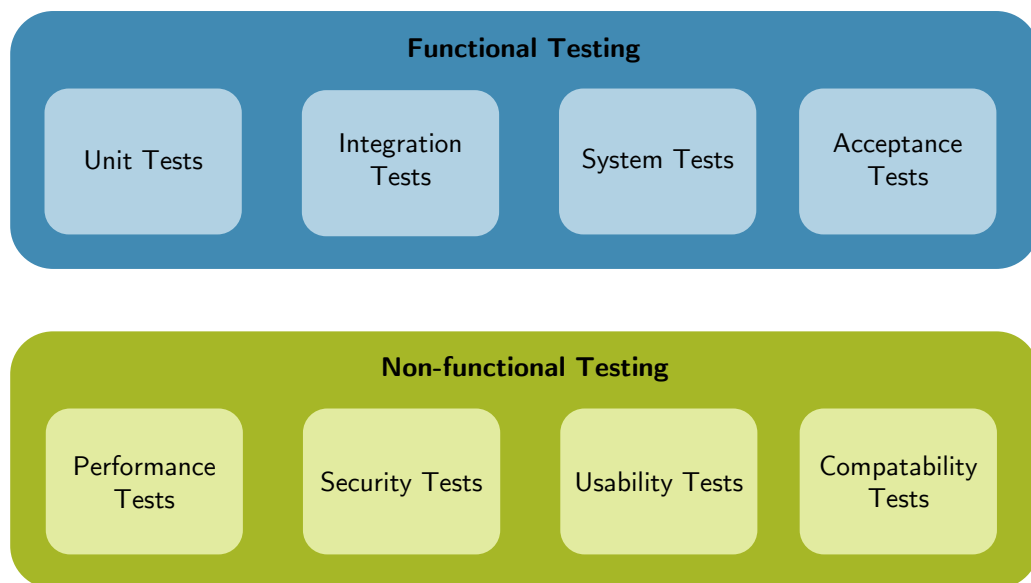 Functional Testing
Unit Tests
Integration
Tests
System Tests
Acceptance
Tests
Non-functional Testing
Performance
Tests
Security Tests
Usability Tests
Compatability
Tests